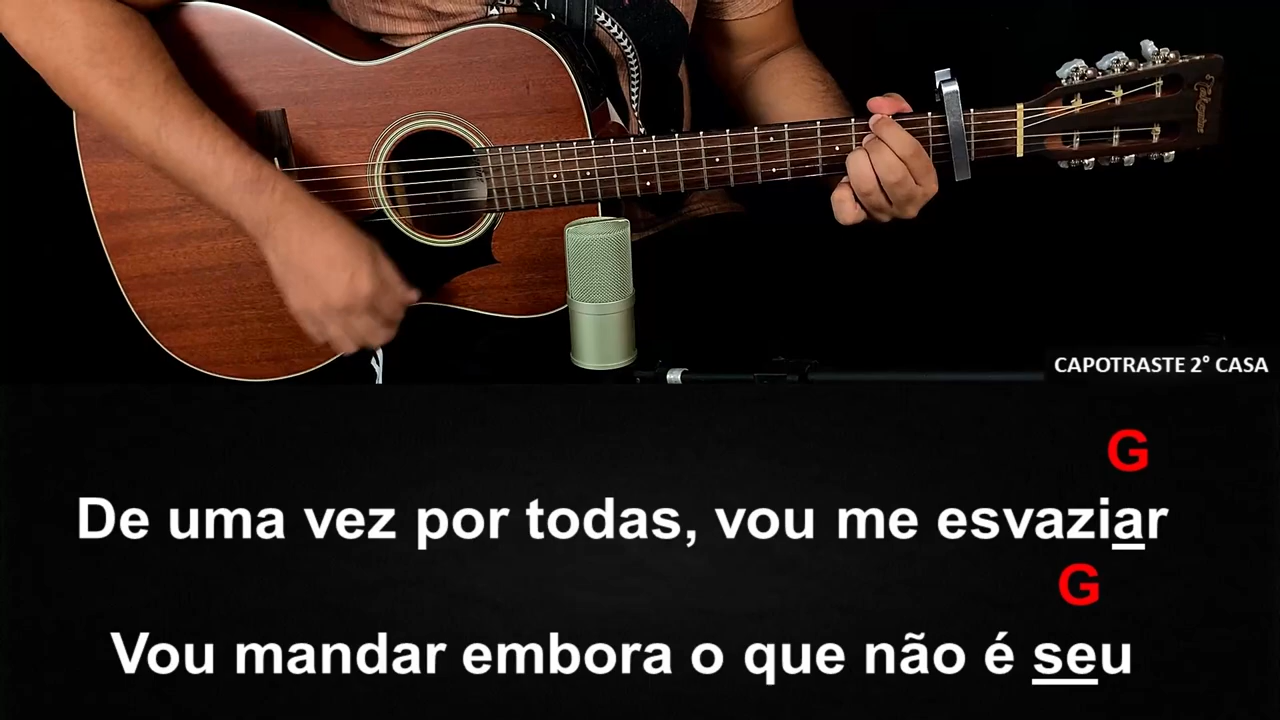 CAPOTRASTE 2° CASA
G
De uma vez por todas, vou me esvaziar
G
Vou mandar embora o que não é seu